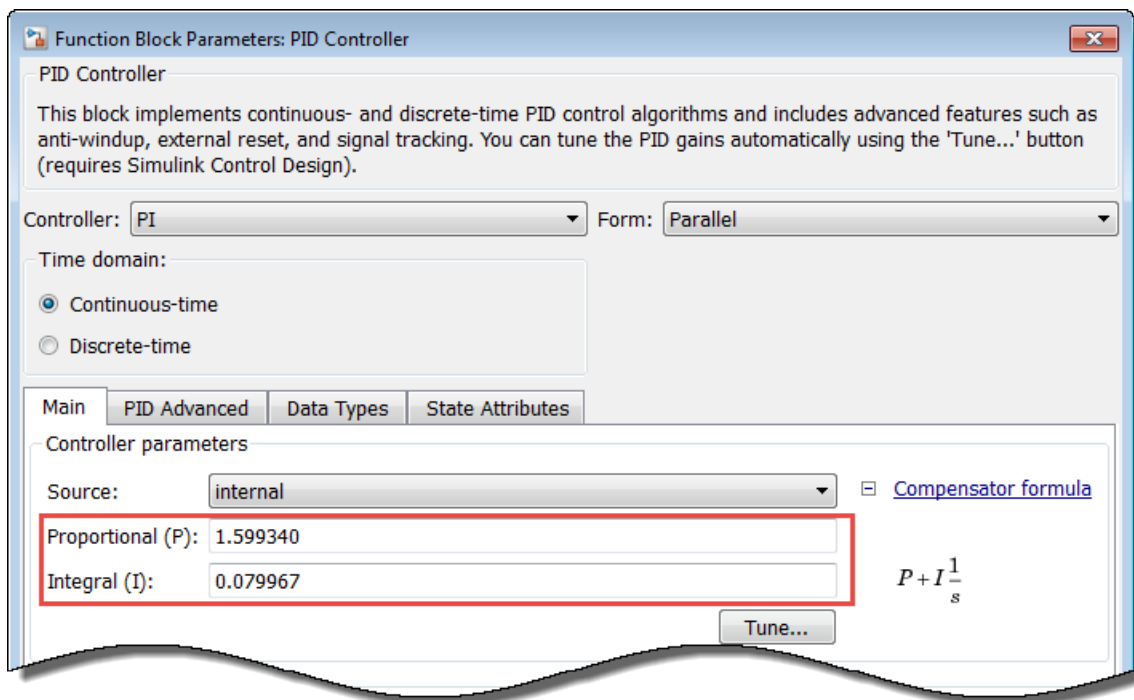 Function Block Parameters: PID Controller
PID Controller
This block implements continuous- and discrete-time PID control algorithms and includes advanced features such as
anti-windup, external reset, and signal tracking. You can tune the PID gains automatically using the 'Tune...' button
(requires Simulink Control Design).
Controller: PI Form: Parallel
Time domain:
Continuous-time
Discrete-time
Main PID Advanced Data Types State Attributes
Controller parameters
Source: internal Compensator formula
Proportional (P): 1.599340
Integral (I): 0.079967
P + I 1/s
Tune...